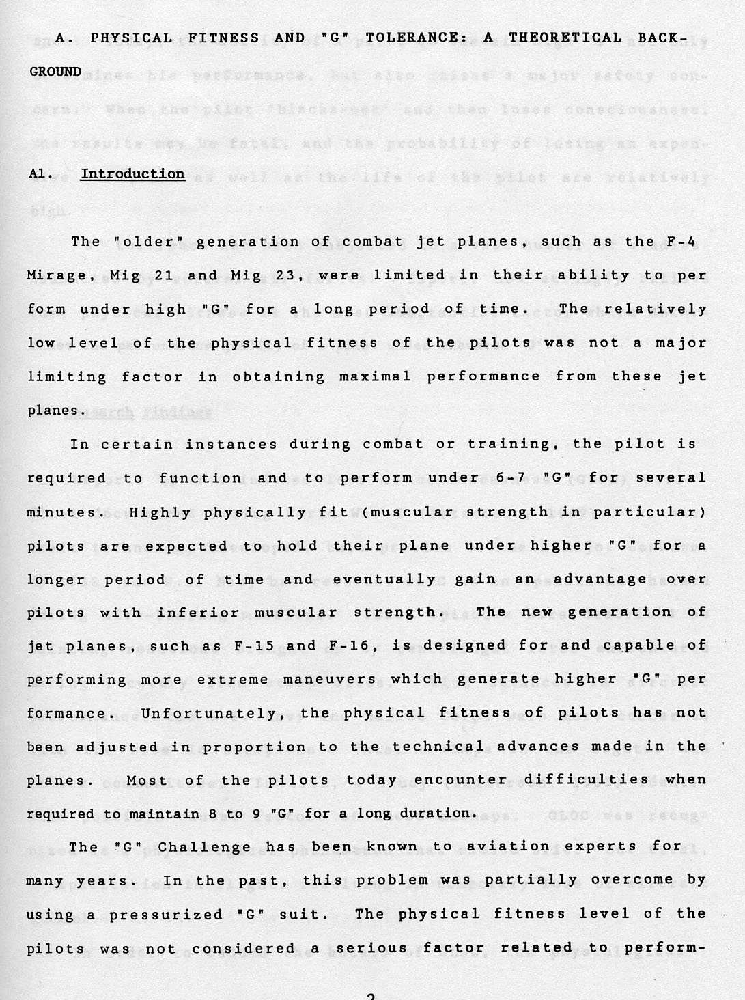 A. PHYSICAL FITNESS AND "G" TOLERANCE: A THEORETICAL BACK-
GROUND
A1. Introduction
The "older" generation of combat jet planes, such as the F-4
Mirage, Mig 21 and Mig 23, were limited in their ability to per
form under high "G" for a long period of time. The relatively
low level of the physical fitness of the pilots was not a major
limiting factor in obtaining maximal performance from these jet
planes.
In certain instances during combat or training, the pilot is
required to function and to perform under 6-7 "G" for several
minutes. Highly physically fit (muscular strength in particular)
pilots are expected to hold their plane under higher "G" for a
longer period of time and eventually gain an advantage over
pilots with inferior muscular strength. The new generation of
jet planes, such as F-15 and F-16, is designed for and capable of
performing more extreme maneuvers which generate higher "G" per
formance. Unfortunately, the physical fitness of pilots has not
been adjusted in proportion to the technical advances made in the
planes. Most of the pilots today encounter difficulties when
required to maintain 8 to 9 "G" for a long duration.
The "G" Challenge has been known to aviation experts for
many years. In the past, this problem was partially overcome by
using a pressurized "G" suit. The physical fitness level of the
pilots was not considered a serious factor related to perform-
2